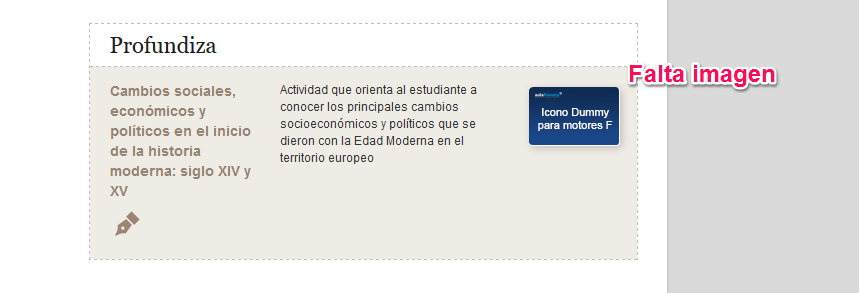 Profundiza
Falta imagen
Cambios sociales,
económicos y
políticos en el inicio
de la historia
moderna: siglo XIV y
XV
Actividad que orienta al estudiante a
conocer los principales cambios
socioeconómicos y políticos que se
dieron con la Edad Moderna en el
territorio europeo
aulaPlaneta
Icono Dummy
para motores F